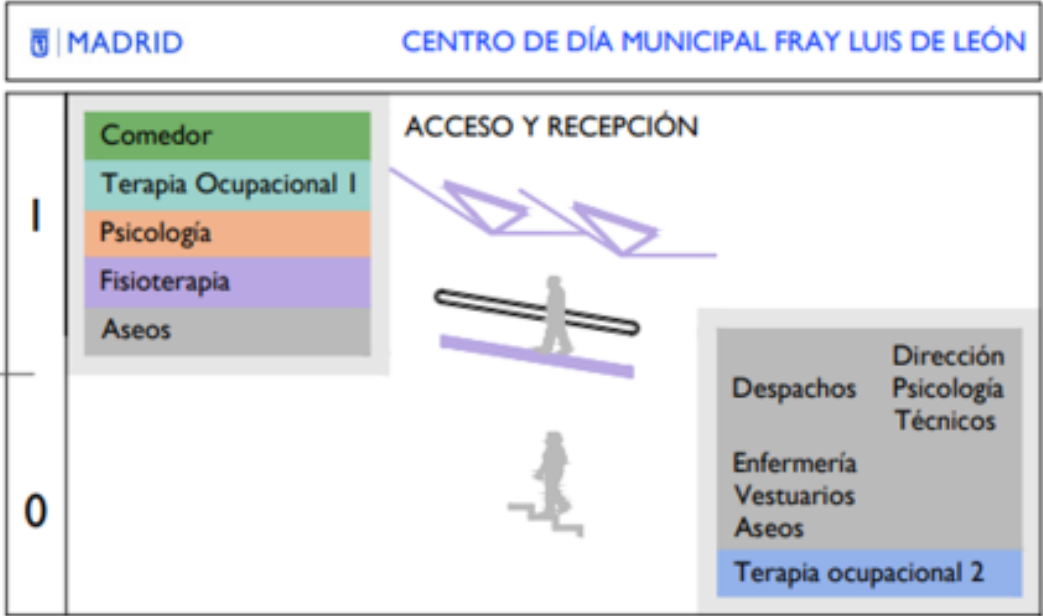 MADRID
CENTRO DE DÍA MUNICIPAL FRAY LUIS DE LEÓN
ACCESO Y RECEPCIÓN
1
Comedor
Terapia Ocupacional 1
Psicología
Fisioterapia
Aseos
0
Despachos
Dirección
Psicología
Técnicos
Enfermería
Vestuarios
Aseos
Terapia ocupacional 2